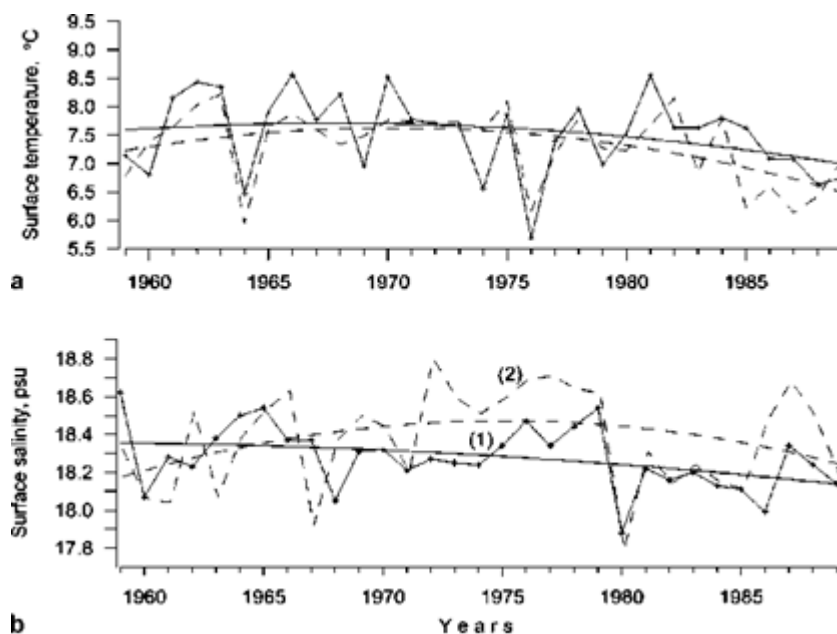 9.5
9.0
8.5
8.0
7.5
7.0
6.5
6.0
5.5
Surface temperature, ºC
1960 1965 1970 1975 1980 1985
a
18.8
18.6
18.4
18.2
18.0
17.8
Surface salinity, psu
(2)
(1)
1960 1965 1970 1975 1980 1985
Years
b